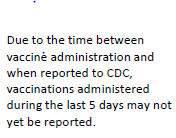 Due to the time between
vaccine administration and
when reported to CDC,
vaccinations administered
during the last 5 days may not
yet be reported.